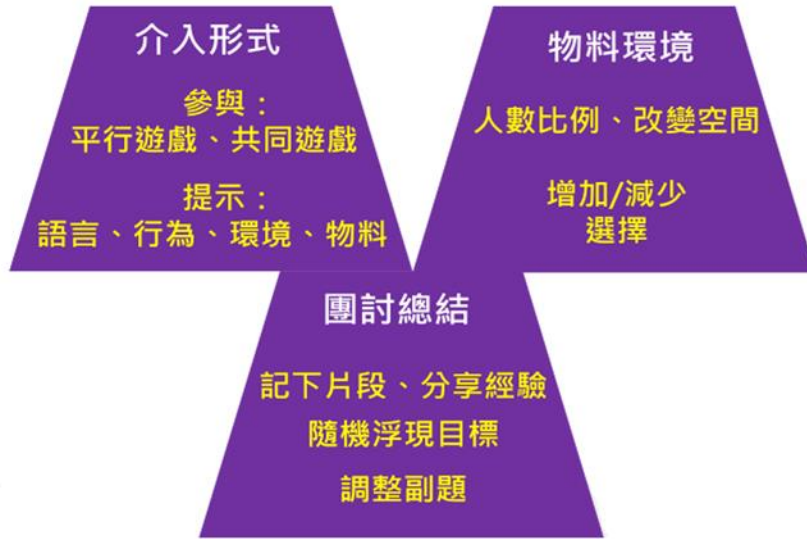 介入形式
參與：
平行遊戲、共同遊戲
提示：
語言、行為、環境、物料
物料環境
人數比例、改變空間
增加/減少
選擇
團討總結
記下片段、分享經驗
隨機浮現目標
調整副題